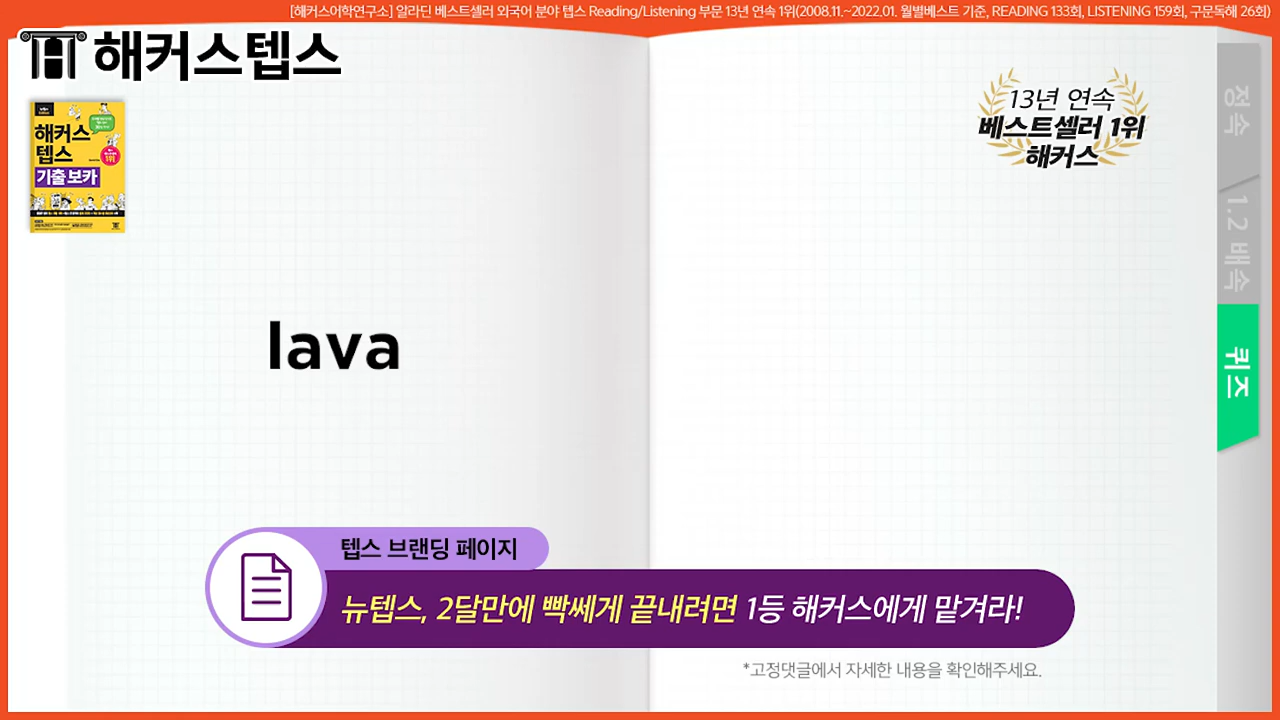 [해커스어학연구소] 알라딘 베스트셀러 외국어 분야 텝스 Reading/Listening 부문 13년 연속 1위(2008.11.~2022.01. 월별베스트 기준, READING 133회, LISTENING 159회, 구문독해 26회)
해커스텝스
해커스
텝스
기출 보카
1위
13년 연속
베스트셀러 1위
해커스
정속
1.2 배속
퀴즈
lava
텝스 브랜딩 페이지
뉴텝스, 2달만에 빡쎄게 끝내려면 1등 해커스에게 맡겨라!
*고정댓글에서 자세한 내용을 확인해주세요.